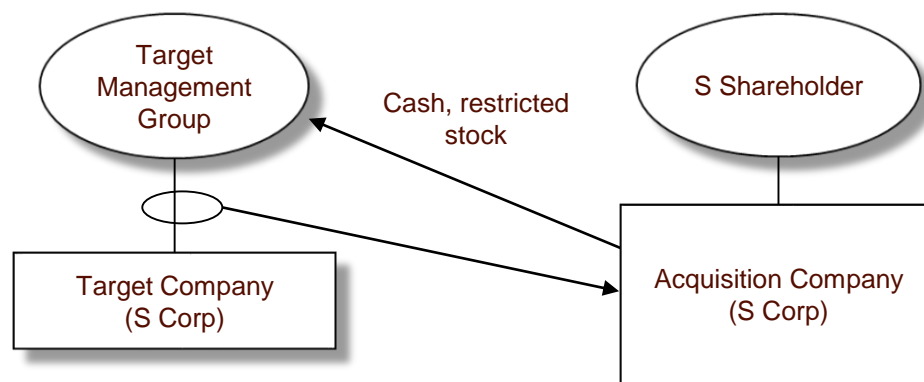 Target
Management
Group
Cash, restricted
stock
S Shareholder
Target Company
(S Corp)
Acquisition Company
(S Corp)